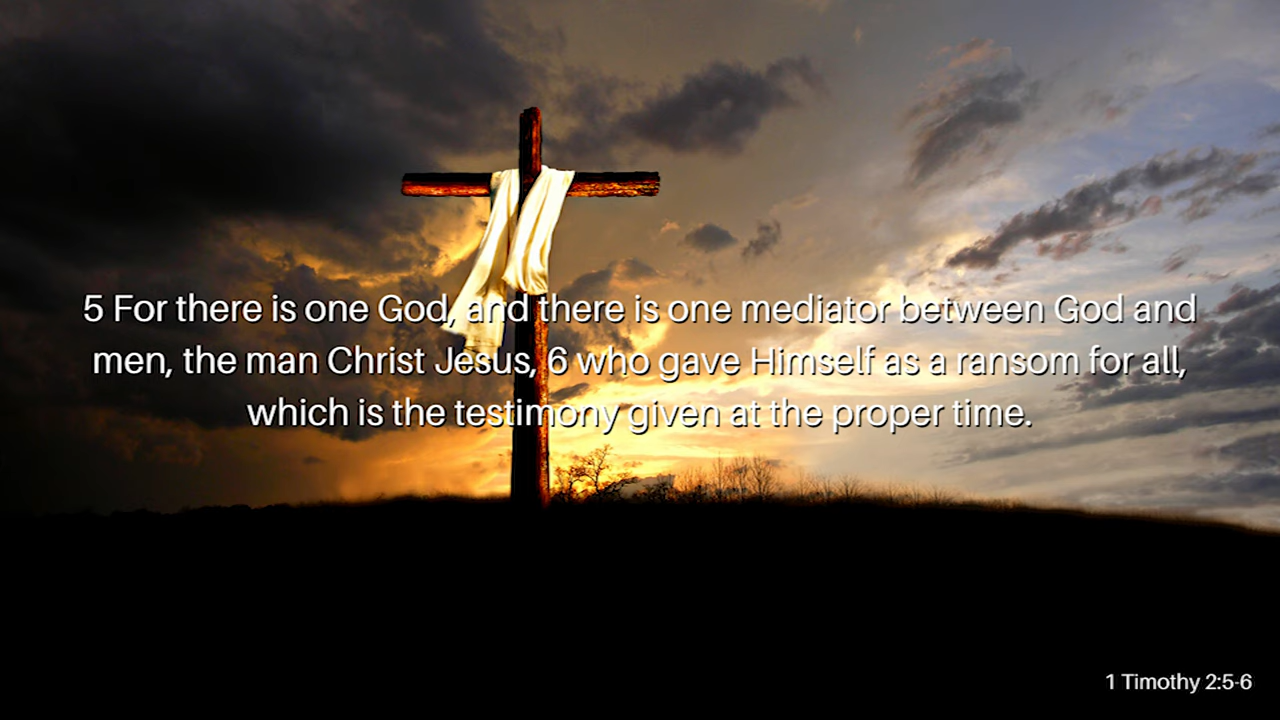 5 For there is one God, and there is one mediator between God and
men, the man Christ Jesus, 6 who gave Himself as a ransom for all,
which is the testimony given at the proper time.
1 Timothy 2:5-6